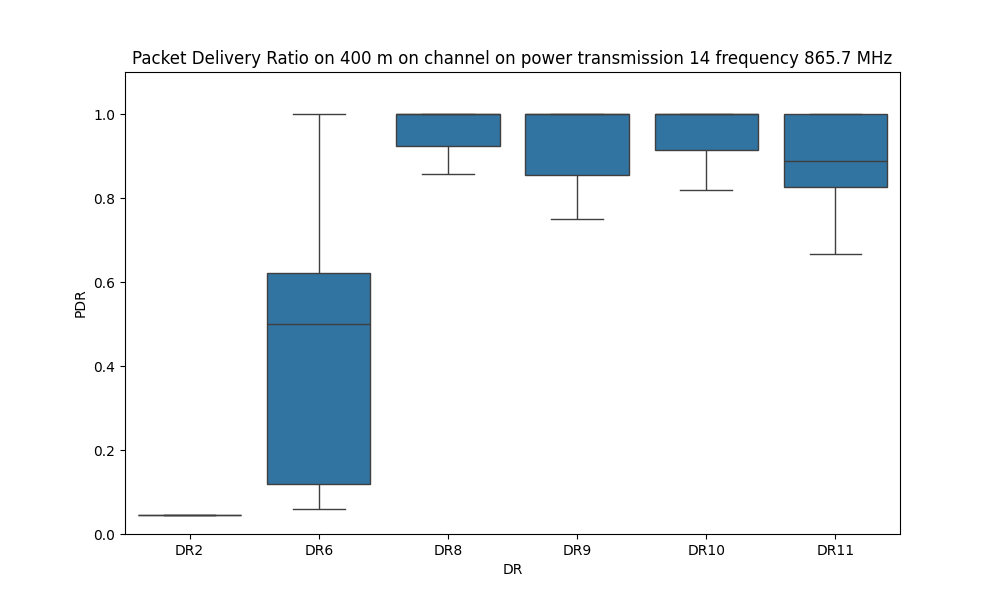 Packet Delivery Ratio on 400 m on channel on power transmission 14 frequency 865.7 MHz
1.0
0.8
0.6
0.4
0.2
0.0
PDR
DR2 DR6 DR8 DR9 DR10 DR11
DR